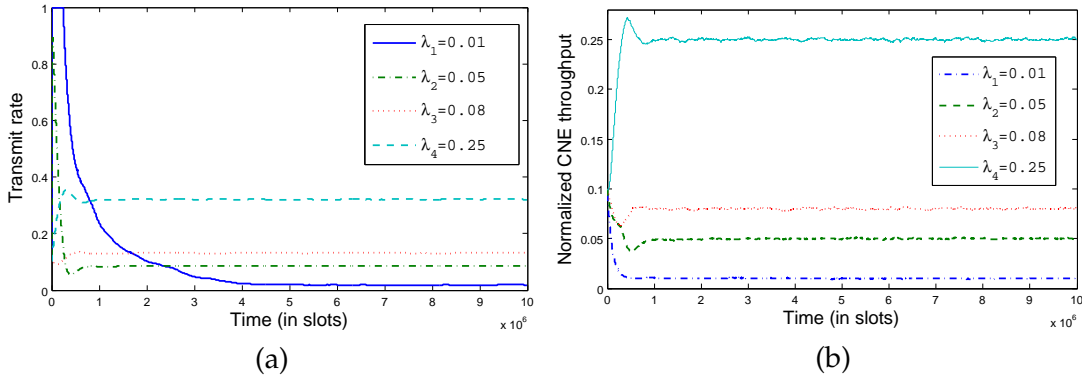 1
0.8
0.6
0.4
0.2
0
Transmit rate
λ1=0.01
λ2=0.05
λ3=0.08
λ4=0.25
0 1 2 3 4 5 6 7 8 9 10
x 10^6
Time (in slots)
(a)
0.25
0.2
0.15
0.1
0.05
0
Normalized CNE throughput
λ1=0.01
λ2=0.05
λ3=0.08
λ4=0.25
0 1 2 3 4 5 6 7 8 9 10
x 10^6
Time (in slots)
(b)